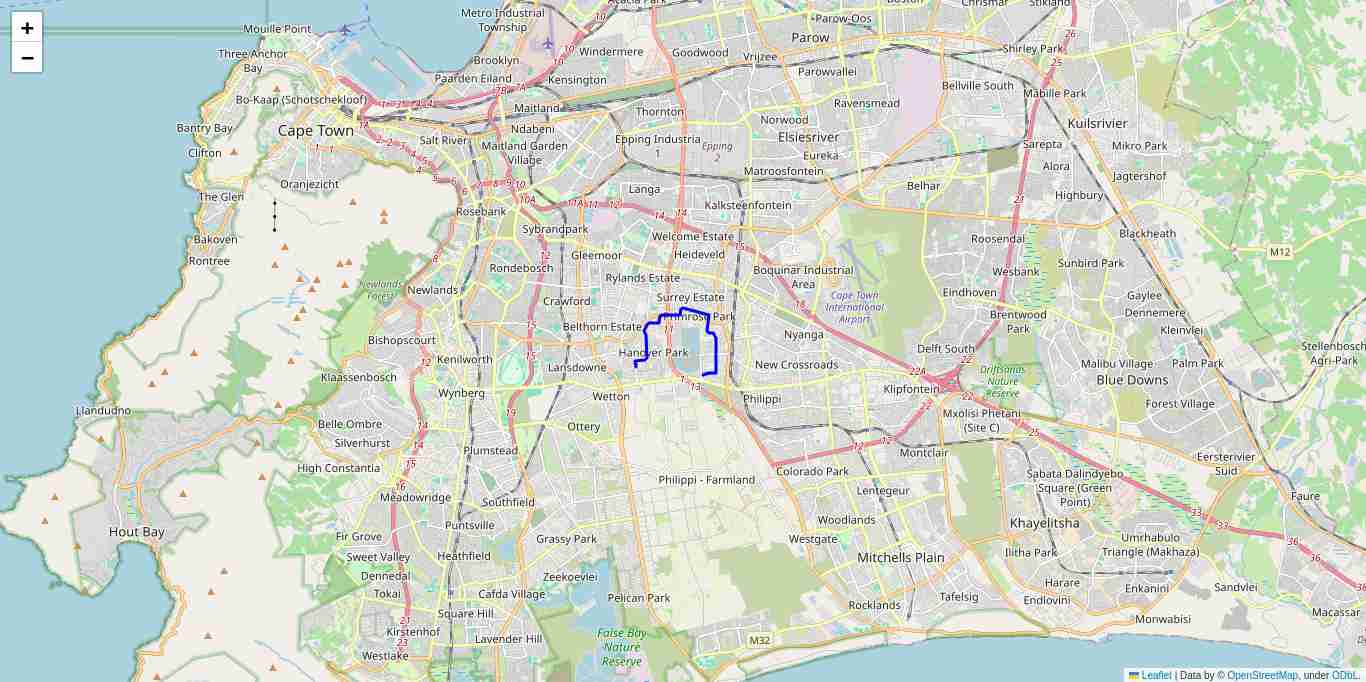 +
−
Metro Industrial
Township
Parow-Oos
Mouille Point
Parow
Windermere
Goodwood
Vrijzee
Shirley Park
Three Anchor
Bay
Brooklyn
Paarden Eiland
Kensington
Parowvallei
Bellville South
Mabille Park
Bo-Kaap (Schotschekloof)
Maitland
Thornton
Norwood
Ravensmead
Kuilsrivier
Bantry Bay
Cape Town
Salt River
Ndabeni
Maitland Garden
Village
Epping Industria
1
Epping
2
Elsiesriver
Eureka
Sarepta
Mikro Park
Clifton
Matroosfontein
Alora
Jagtershof
Oranjezicht
The Glen
Langa
Belhar
Highbury
Rosebank
Kalksteenfontein
Sybrandpark
Welcome Estate
Roosendal
Blackheath
Bakoven
Rontree
Gleemoor
Heideveld
M12
Rondebosch
Rylands Estate
Boquinar Industrial
Area
Wesbank
Sunbird Park
Newlands
Forest
Newlands
Crawford
Surrey Estate
Cape Town
International
Airport
Eindhoven
Gaylee
Dennemere
Primrose Park
Brentwood
Park
Belthorn Estate
Nyanga
Kleinvlei
Bishopscourt
Hanover Park
Delft South
Stellenbosch
Agri-Park
Kenilworth
Lansdowne
New Crossroads
Malibu Village
Palm Park
Klaassenbosch
Driftsands
Nature
Reserve
Blue Downs
Wynberg
Wetton
Philippi
Klipfontein
Forest Village
Llandudno
Mxolisi Phetani
(Site C)
Belle Ombre
Ottery
Silverhurst
Plumstead
Montclair
Eersterivier
Suid
High Constantia
Colorado Park
Sabata Dalindyebo
Square (Green
Point)
Philippi - Farmland
Lentegeur
Faure
Meadowridge
Southfield
Hout Bay
Puntsville
Woodlands
Khayelitsha
Fir Grove
Grassy Park
Westgate
Umrhabulo
Triangle (Makhaza)
Sweet Valley
Heathfield
Mitchells Plain
Ilitha Park
Dennedal
Zeekoevlei
Harare
Enkanini
Sandvlei
Tokai
Cafda Village
Pelican Park
Rocklands
Tafelsig
Endlovini
Square Hill
Macassar
Monwabisi
Kirstenhof
Lavender Hill
False Bay
Nature
Reserve
M32
Westlake
Leaflet | Data by © OpenStreetMap, under ODbL.